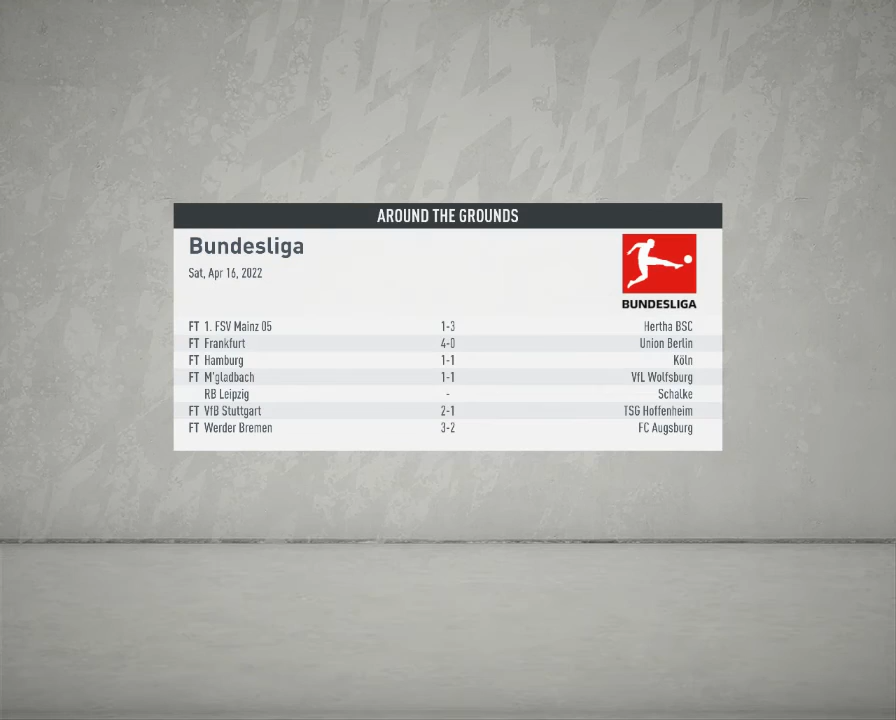 AROUND THE GROUNDS
Bundesliga
Sat, Apr 16, 2022
BUNDESLIGA
FT 1. FSV Mainz 05 1-3 Hertha BSC
FT Frankfurt 4-0 Union Berlin
FT Hamburg 1-1 Köln
FT M'gladbach 1-1 VfL Wolfsburg
RB Leipzig - Schalke
FT VfB Stuttgart 2-1 TSG Hoffenheim
FT Werder Bremen 3-2 FC Augsburg